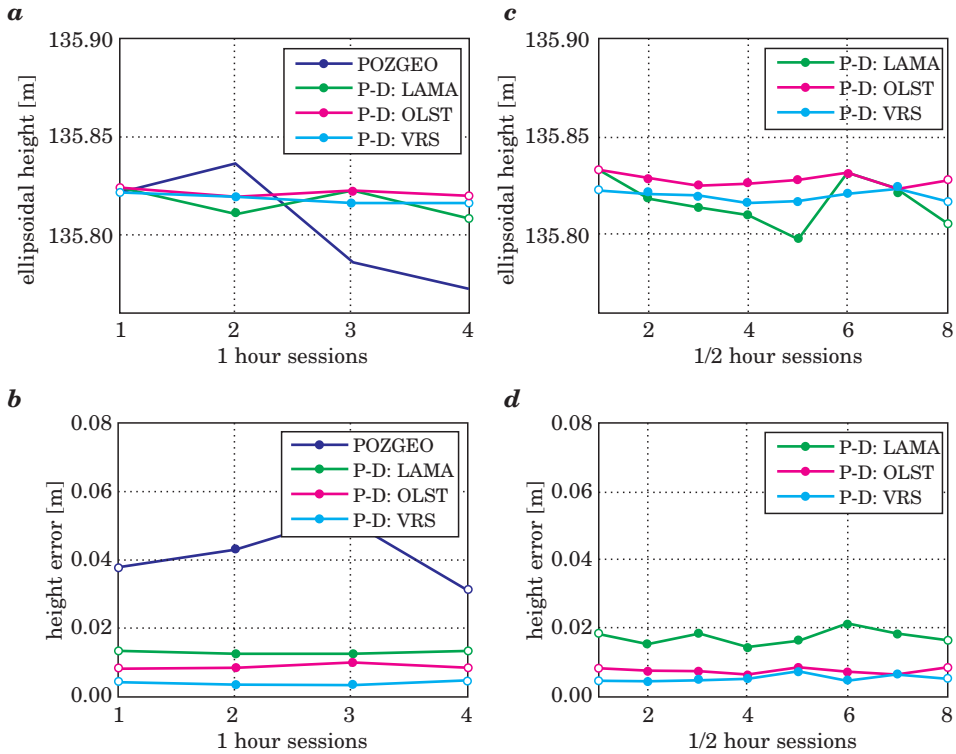 a
135.90
135.85
135.80
ellipsoidal height [m]
POZGEO
P-D: LAMA
P-D: OLST
P-D: VRS
1 2 3 4
1 hour sessions
c
135.90
135.85
135.80
ellipsoidal height [m]
P-D: LAMA
P-D: OLST
P-D: VRS
2 4 6 8
1/2 hour sessions
b
0.08
0.06
0.04
0.02
0.00
height error [m]
POZGEO
P-D: LAMA
P-D: OLST
P-D: VRS
1 2 3 4
1 hour sessions
d
0.08
0.06
0.04
0.02
0.00
height error [m]
P-D: LAMA
P-D: OLST
P-D: VRS
2 4 6 8
1/2 hour sessions